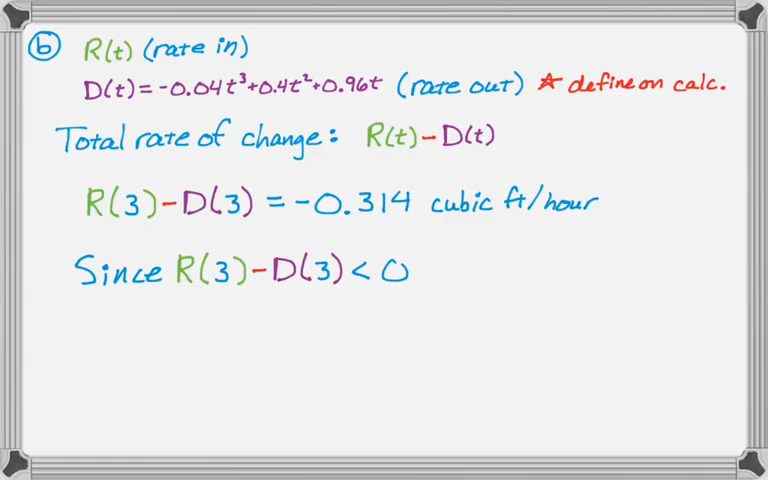 b R(t) (rate in)
D(t) = -0.04t³+0.4t²+0.96t (rate out) ★ define on calc.
Total rate of change: R(t) - D(t)
R(3) - D(3) = -0.314 cubic ft/hour
Since R(3) - D(3) < 0